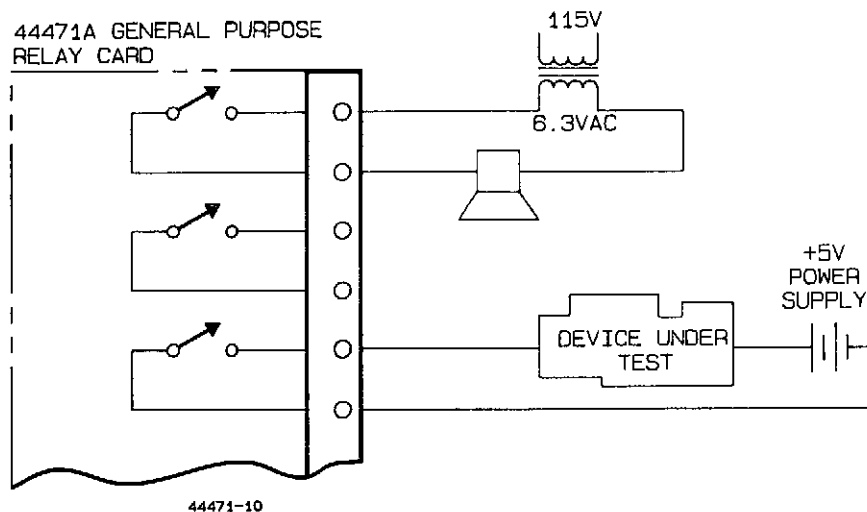 44471A GENERAL PURPOSE
RELAY CARD
115V
6.3VAC
+5V
POWER
SUPPLY
DEVICE UNDER
TEST
44471-10